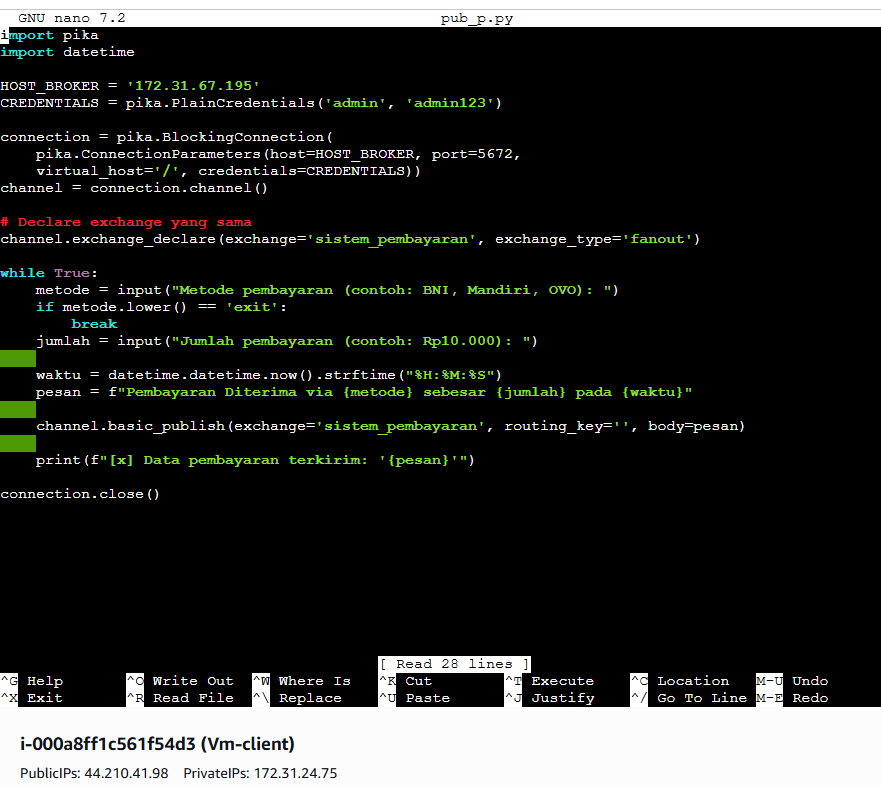 GNU nano 7.2 pub_p.py
import pika
import datetime
HOST_BROKER = '172.31.67.195'
CREDENTIALS = pika.PlainCredentials('admin', 'admin123')
connection = pika.BlockingConnection(
    pika.ConnectionParameters(host=HOST_BROKER, port=5672,
    virtual_host='/', credentials=CREDENTIALS))
channel = connection.channel()
# Declare exchange yang sama
channel.exchange_declare(exchange='sistem_pembayaran', exchange_type='fanout')
while True:
    metode = input("Metode pembayaran (contoh: BNI, Mandiri, OVO): ")
    if metode.lower() == 'exit':
        break
    jumlah = input("Jumlah pembayaran (contoh: Rp10.000): ")
    waktu = datetime.datetime.now().strftime("%H:%M:%S")
    pesan = f"Pembayaran Diterima via {metode} sebesar {jumlah} pada {waktu}"
    channel.basic_publish(exchange='sistem_pembayaran', routing_key='', body=pesan)
    print(f"[x] Data pembayaran terkirim: '{pesan}'")
connection.close()
[ Read 28 lines ]
^G Help ^O Write Out ^W Where Is ^K Cut ^T Execute ^C Location M-U Undo
^X Exit ^R Read File ^\ Replace ^U Paste ^J Justify ^/ Go To Line M-E Redo
i-000a8ff1c561f54d3 (Vm-client)
PublicIPs: 44.210.41.98 PrivateIPs: 172.31.24.75